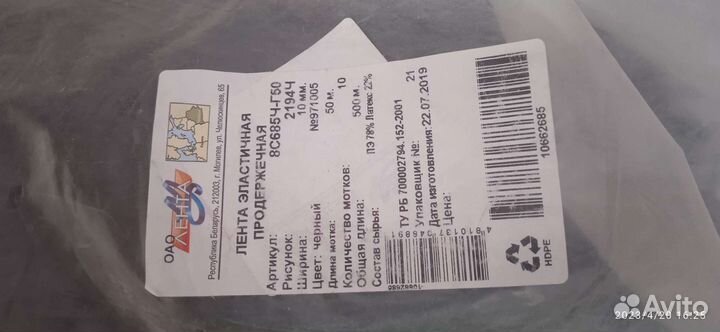 ОАО
ЛЕНТА
Республика Беларусь, 212003, г. Могилев, ул. Челюскинцев, 65
ЛЕНТА ЭЛАСТИЧНАЯ
ПРОДЕРЖЕЧНАЯ
Артикул: 8С685Ч-Г50
Рисунок: 2194Ч
Ширина: 10 мм.
Цвет: черный №971005
Длина мотка: 50 м.
Количество мотков: 10
Общая длина: 500 м.
Состав сырья: ПЭ 78% Латекс 22%
ТУ РБ 700002794.152-2001
Упаковщик №: 21
Дата изготовления: 22.07.2019
Цена:
10662685
HDPE
Avito
2023/4/20 16:25